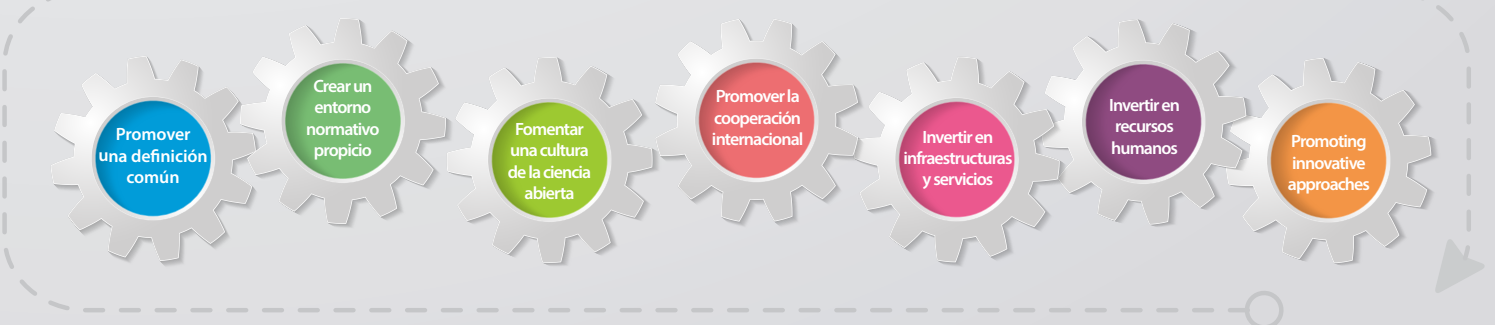 Promover
una definición
común
Crear un
entorno
normativo
propicio
Fomentar
una cultura
de la ciencia
abierta
Promover la
cooperación
internacional
Invertir en
infraestructuras
y servicios
Invertir en
recursos
humanos
Promoting
innovative
approaches